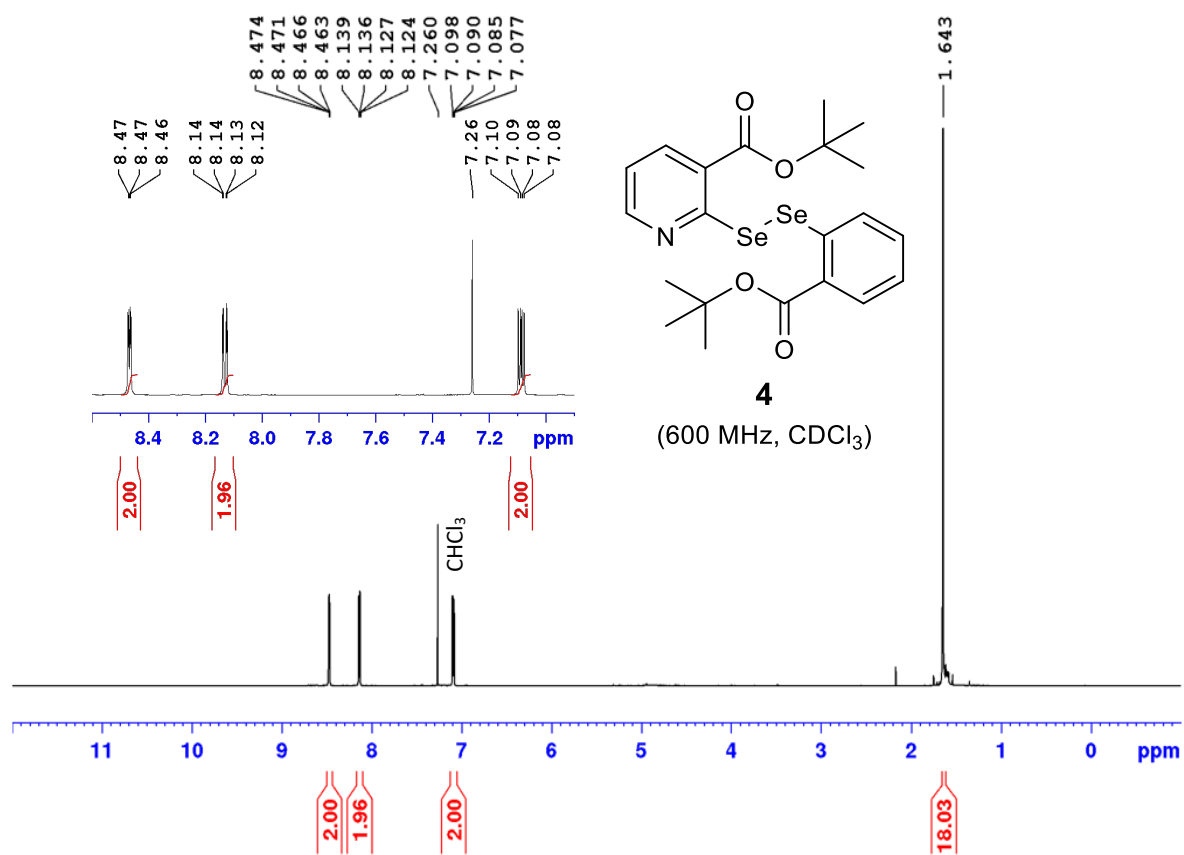 8.474
8.471
8.466
8.463
8.139
8.136
8.127
8.124
7.260
7.098
7.090
7.085
7.077
1.643
8.47
8.47
8.46
8.14
8.14
8.13
8.12
7.26
7.10
7.09
7.08
7.08
O
O
N
Se
Se
O
O
4
(600 MHz, CDCl3)
8.4 8.2 8.0 7.8 7.6 7.4 7.2 ppm
2.00 1.96 2.00
CHCl3
11 10 9 8 7 6 5 4 3 2 1 0 ppm
2.00 1.96 2.00 18.03